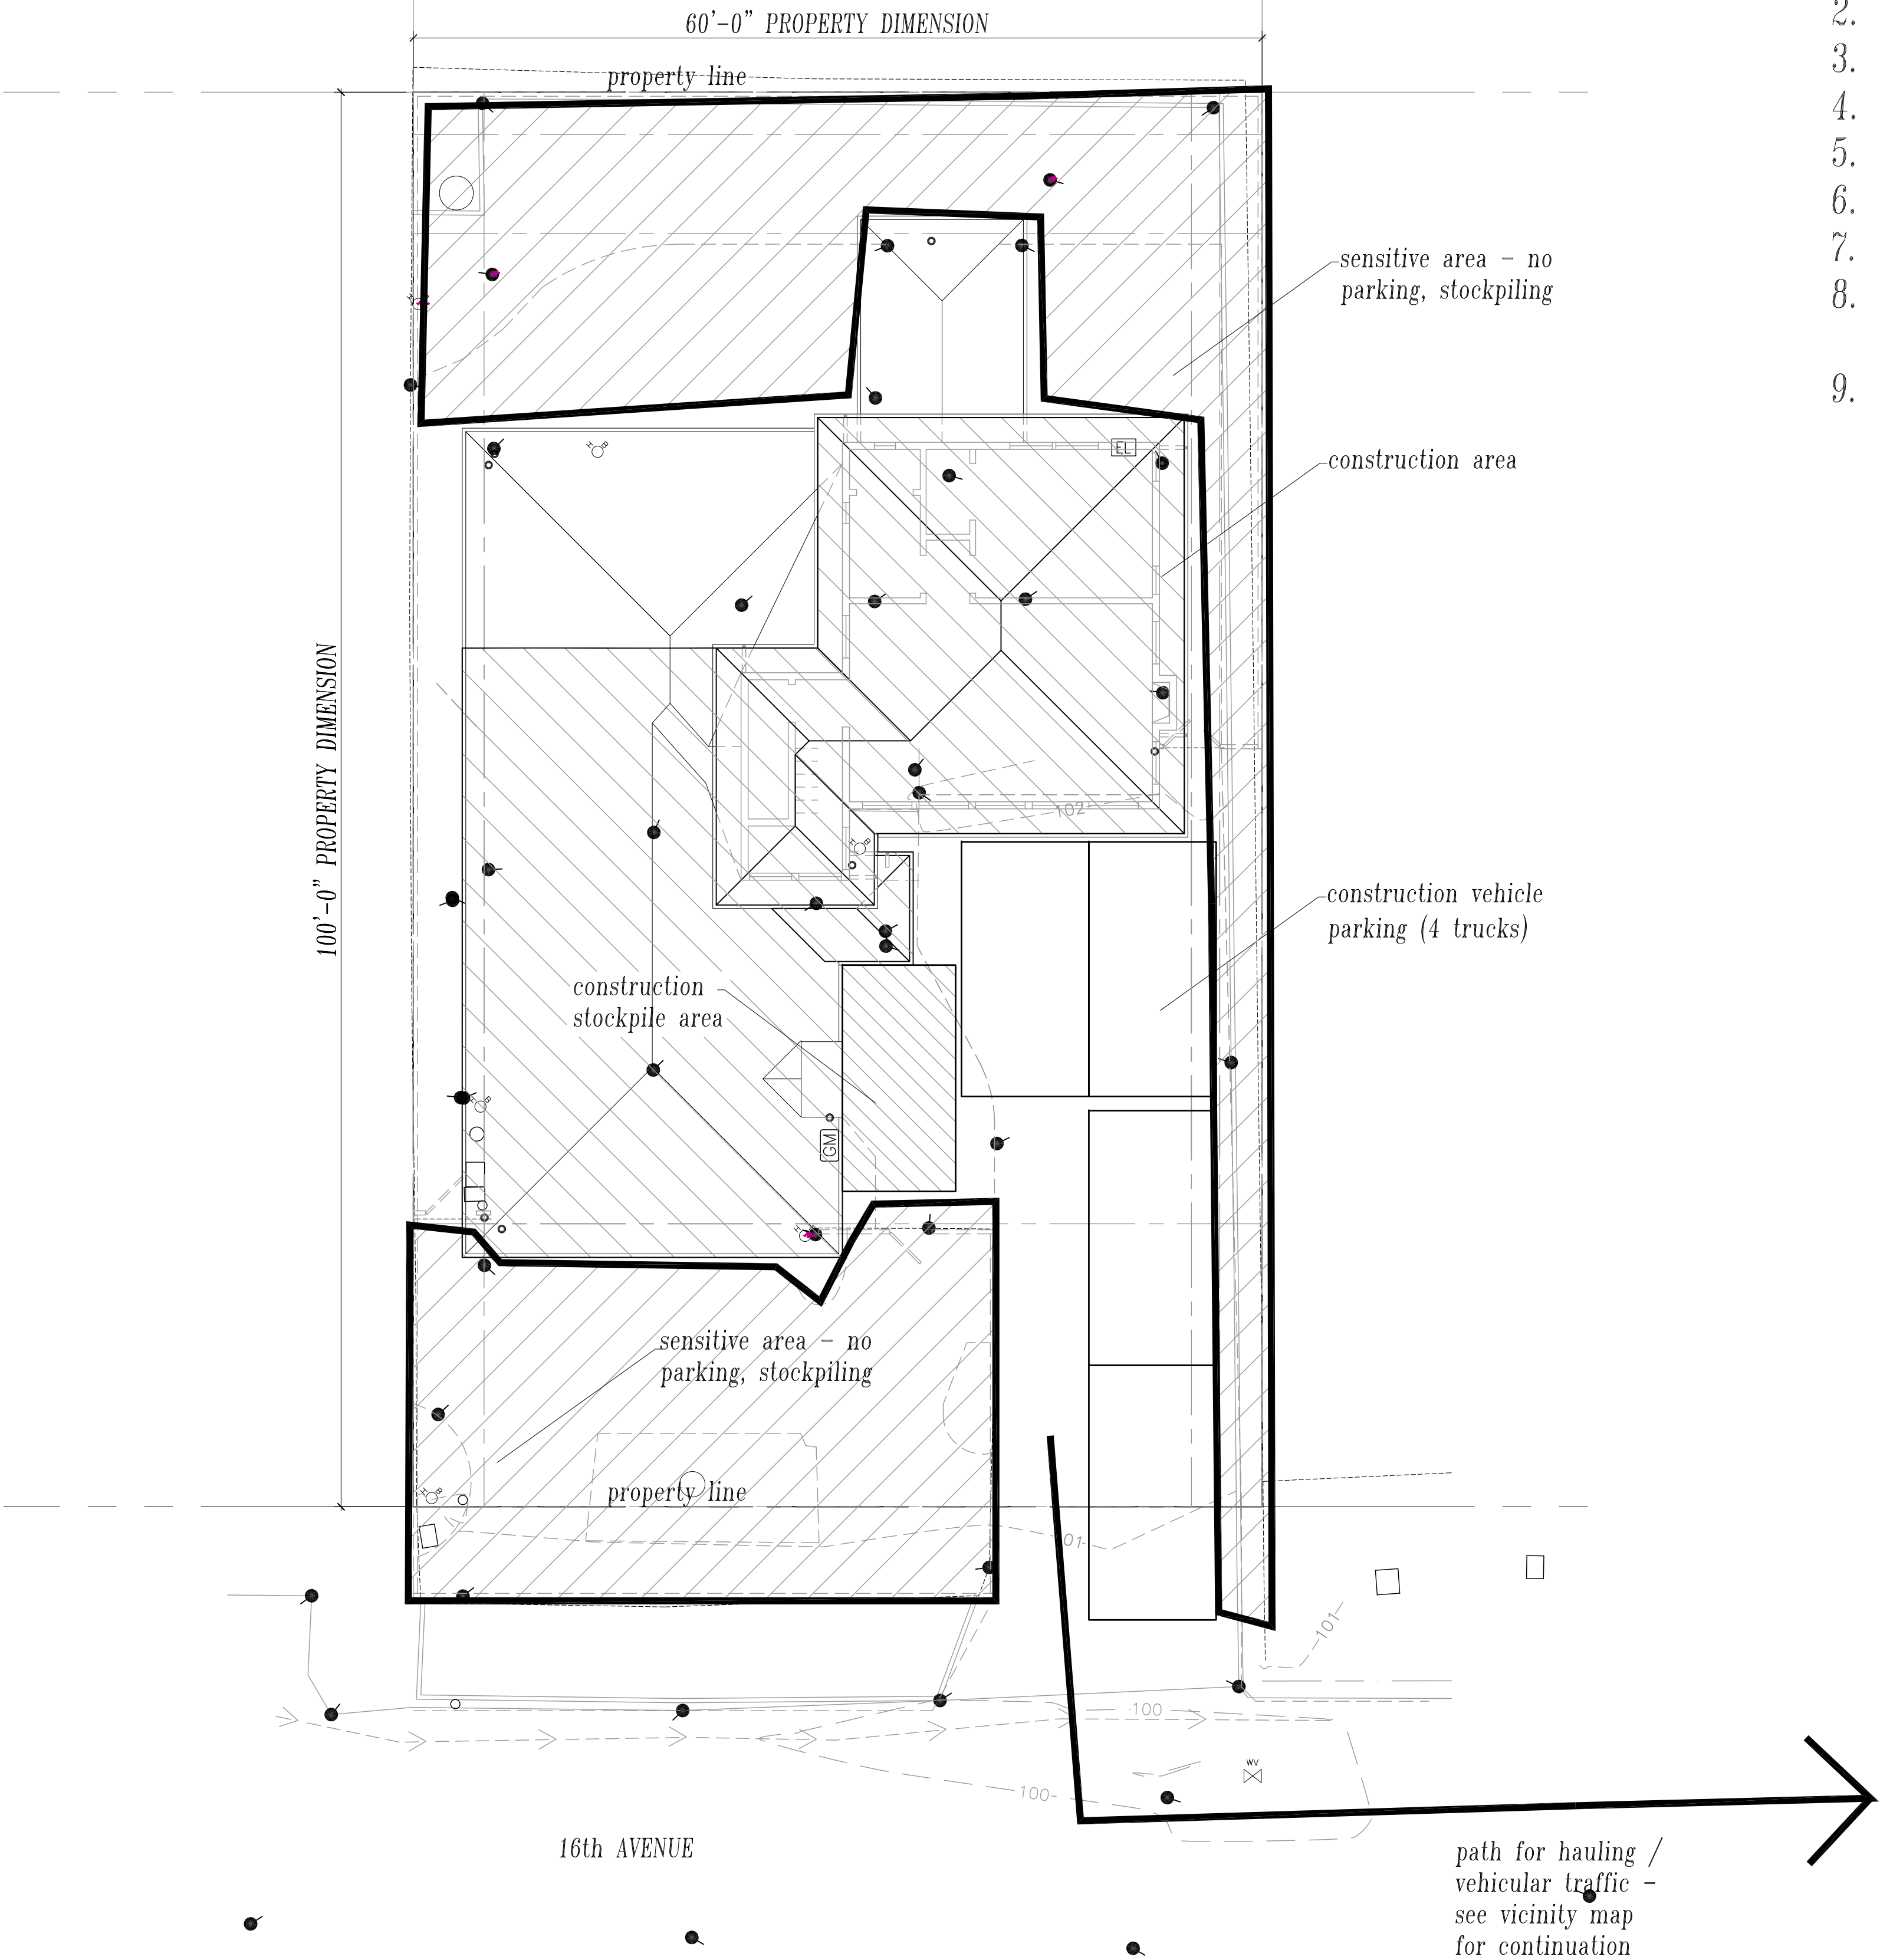 60'-0" PROPERTY DIMENSION
2.
3.
4.
5.
6.
7.
8.
9.
property line
sensitive area - no
parking, stockpiling
H B
H B
EL
construction area
100'-0" PROPERTY DIMENSION
102
H B
construction vehicle
parking (4 trucks)
construction
stockpile area
H B
GM
H B
sensitive area - no
parking, stockpiling
property line
H B
101
101
100
WV
100
16th AVENUE
path for hauling /
vehicular traffic -
see vicinity map
for continuation